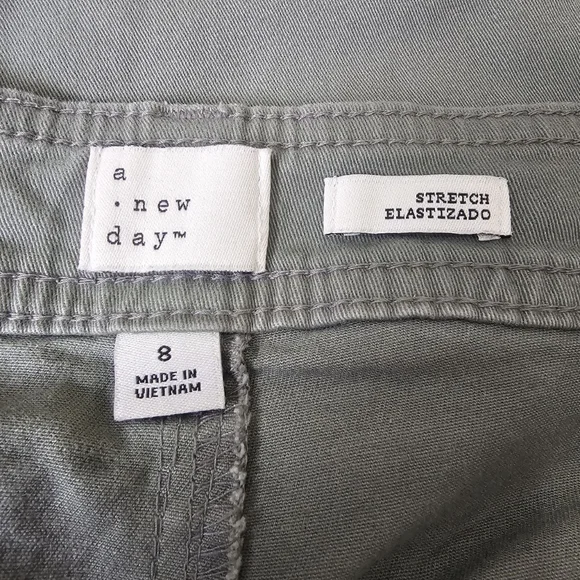 a
· new
day™
STRETCH
ELASTIZADO
8
MADE IN
VIETNAM